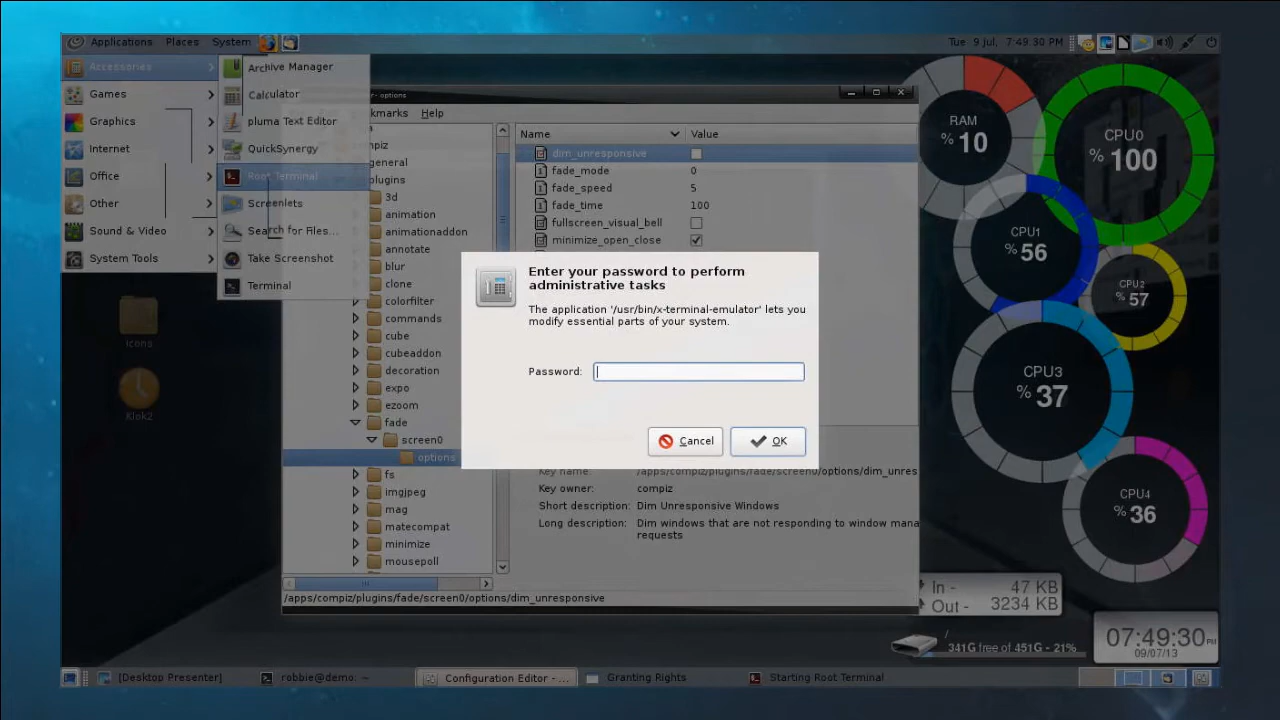 Applications Places System
Tue 9 jul, 7:49.30 PM
Accessories
Games
Graphics
Internet
Office
Other
Sound & Video
System Tools
Archive Manager
Calculator
pluma Text Editor
QuickSynergy
Root Terminal
Screenlets
Search for Files...
Take Screenshot
Terminal
icono
Klok2
- options
kmarks Help
general
plugins
3d
animation
animationaddon
annotate
blur
clone
colorfilter
commands
cube
cubeaddon
decoration
expo
ezoom
fade
screen0
options
fs
imgjpeg
mag
matecompat
minimize
mousepoll
Name Value
dim_unresponsive
fade_mode 0
fade_speed 5
fade_time 100
fullscreen_visual_bell
minimize_open_close
Enter your password to perform
administrative tasks
The application '/usr/bin/x-terminal-emulator' lets you
modify essential parts of your system.
Password:
Cancel OK
Key name: /apps/compiz/plugins/fade/screen0/options/dim_unres
Key owner: compiz
Short description: Dim Unresponsive Windows
Long description: Dim windows that are not responding to window mana
requests
/apps/compiz/plugins/fade/screen0/options/dim_unresponsive
RAM
% 10
CPU0
% 100
CPU1
% 56
CPU2
% 57
CPU3
% 37
CPU4
% 36
In - 47 KB
Out - 3234 KB
/
341G free of 451G - 21%
07:49:30 PM
09/07/13
[Desktop Presenter] robbie@demo: ~ Configuration Editor - ... Granting Rights Starting Root Terminal